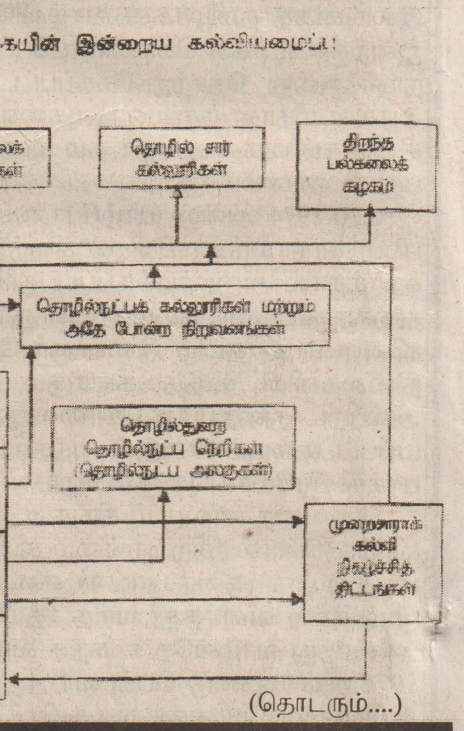 இன்றைய கல்வியமைப்பு:
தொழில் சார்
கல்லூரிகள்
திறந்த
பல்கலைக்
கழகம்
தொழில்நுட்பக் கல்லூரிகள் மற்றும்
அதே போன்ற நிறுவனங்கள்
தொழில்துறை
தொழில்நுட்ப நெறிகள்
(தொழில்நுட்ப அலகுகள்)
முறைசாராக்
கல்வி
நிகழ்ச்சித்
திட்டங்கள்
(தொடரும்....)